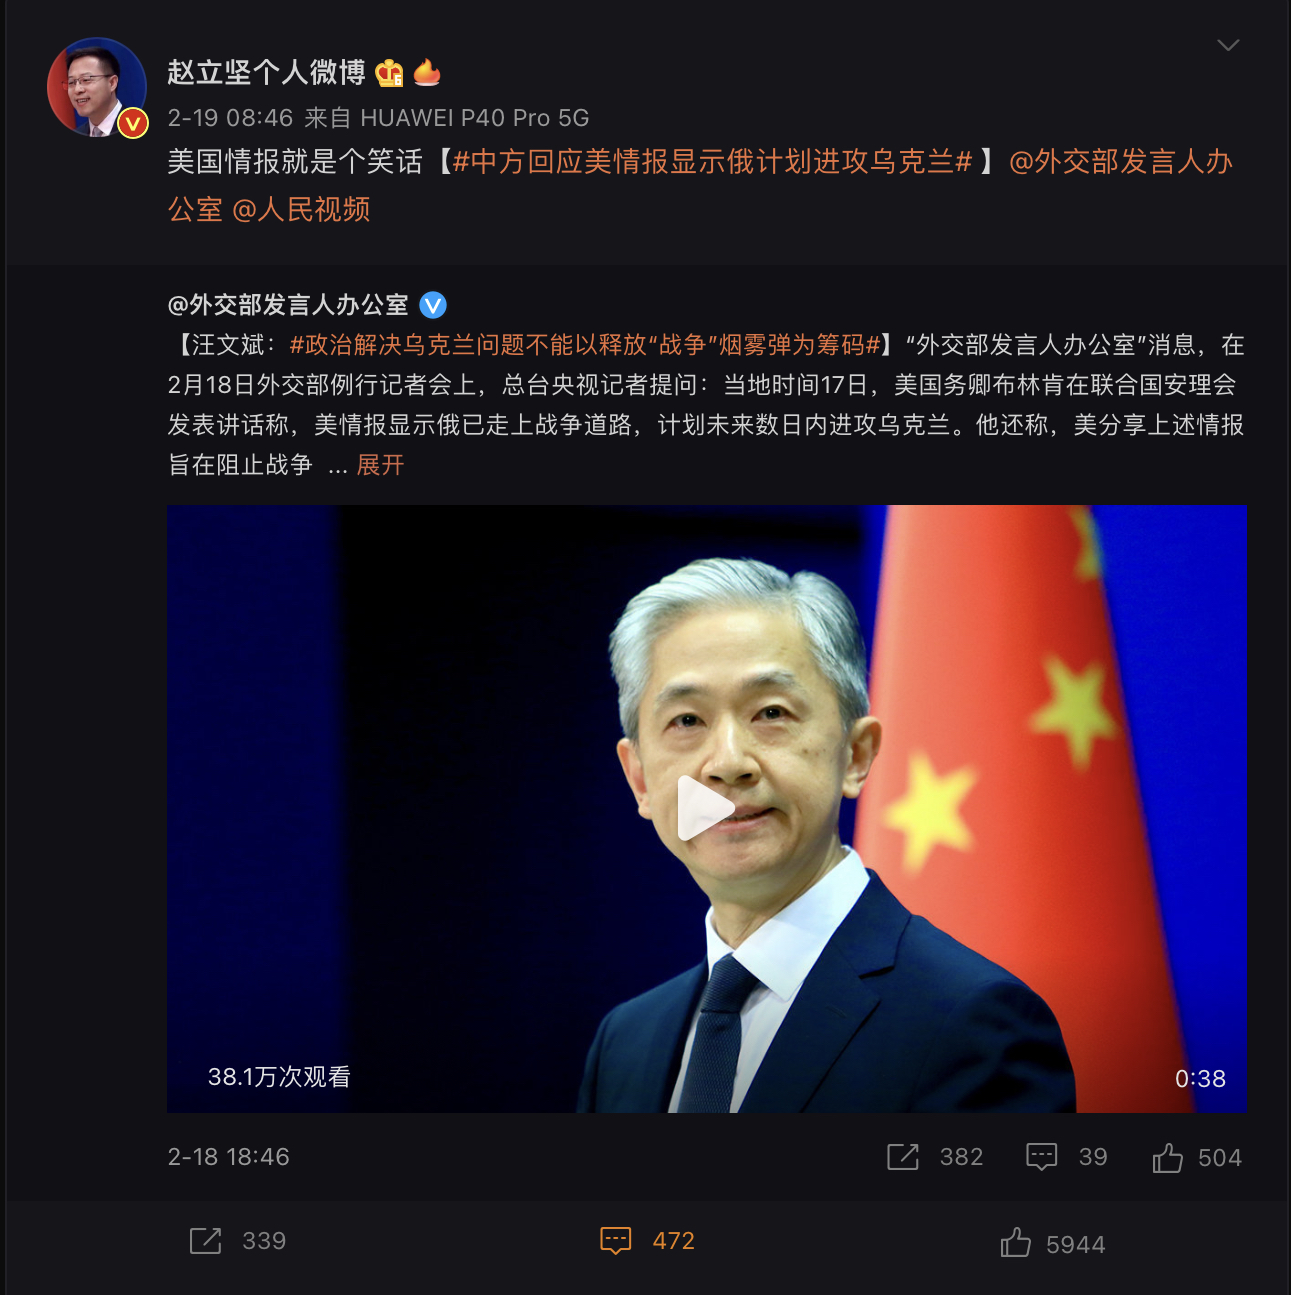 赵立坚个人微博
2-19 08:46 来自 HUAWEI P40 Pro 5G
美国情报就是个笑话【#中方回应美情报显示俄计划进攻乌克兰# 】@外交部发言人办
公室 @人民视频
@外交部发言人办公室
【汪文斌：#政治解决乌克兰问题不能以释放“战争”烟雾弹为筹码#】“外交部发言人办公室”消息，在
2月18日外交部例行记者会上，总台央视记者提问：当地时间17日，美国务卿布林肯在联合国安理会
发表讲话称，美情报显示俄已走上战争道路，计划未来数日内进攻乌克兰。他还称，美分享上述情报
旨在阻止战争 ... 展开
38.1万次观看
0:38
2-18 18:46
382
39
504
339
472
5944